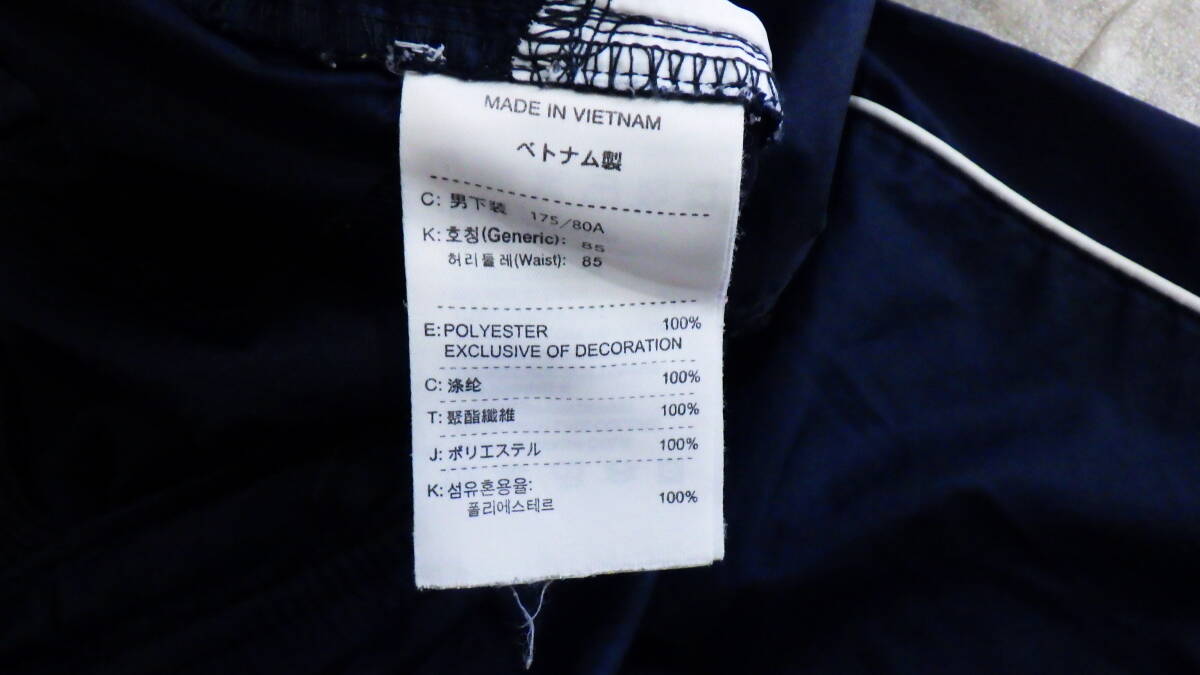 MADE IN VIETNAM
ベトナム製
C: 男下装 175/80A
K: 호칭(Generic): 85
허리둘레(Waist): 85
E: POLYESTER 100%
EXCLUSIVE OF DECORATION
C: 涤纶 100%
T: 聚酯纖維 100%
J: ポリエステル 100%
K: 섬유혼용율:
폴리에스테르 100%